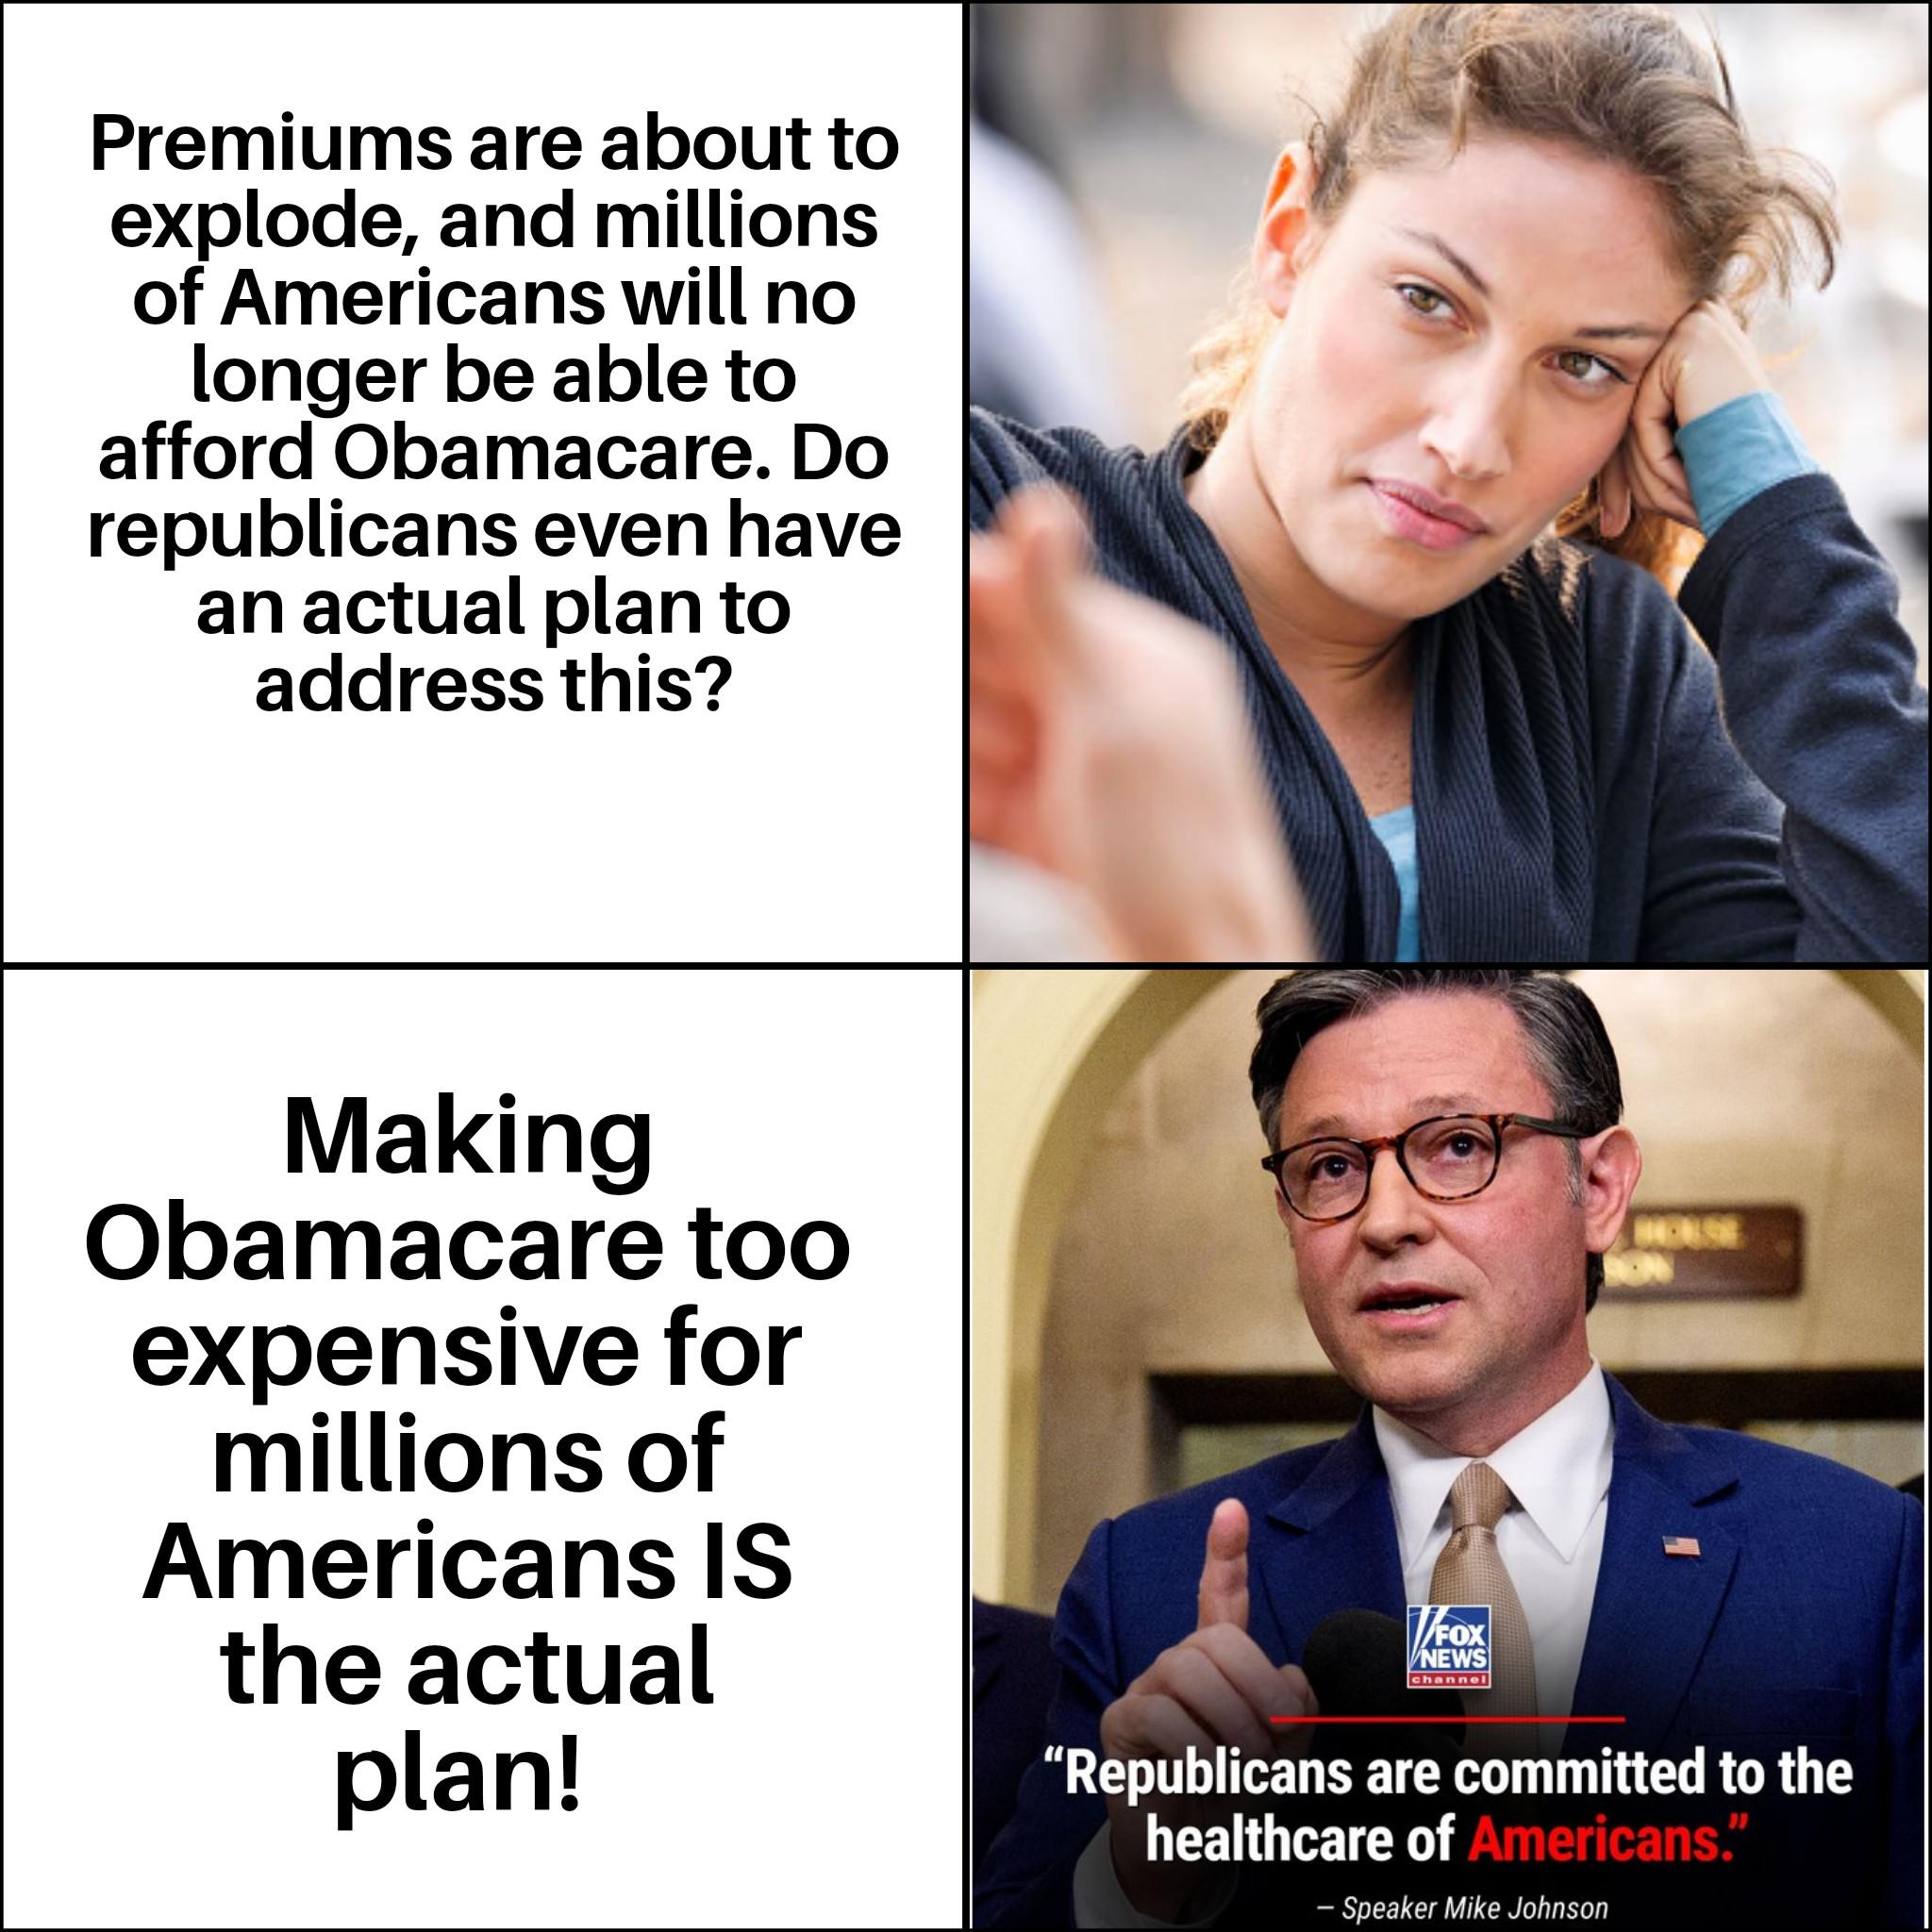 Premiums are about to
explode, and millions
of Americans will no
longer be able to
afford Obamacare. Do
republicans even have
an actual plan to
address this?
Making
Obamacare too
expensive for
millions of
Americans IS
the actual
plan!
HOUSE
SON
FOX
NEWS
channel
“Republicans are committed to the
healthcare of Americans.”
– Speaker Mike Johnson